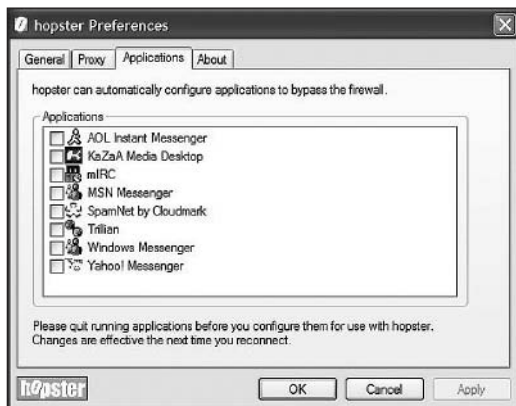 hopster Preferences
General Proxy Applications About
hopster can automatically configure applications to bypass the firewall.
Applications
AOL Instant Messenger
KaZaA Media Desktop
mIRC
MSN Messenger
SpamNet by Cloudmark
Trillian
Windows Messenger
Yahoo! Messenger
Please quit running applications before you configure them for use with hopster.
Changes are effective the next time you reconnect.
hopster OK Cancel Apply